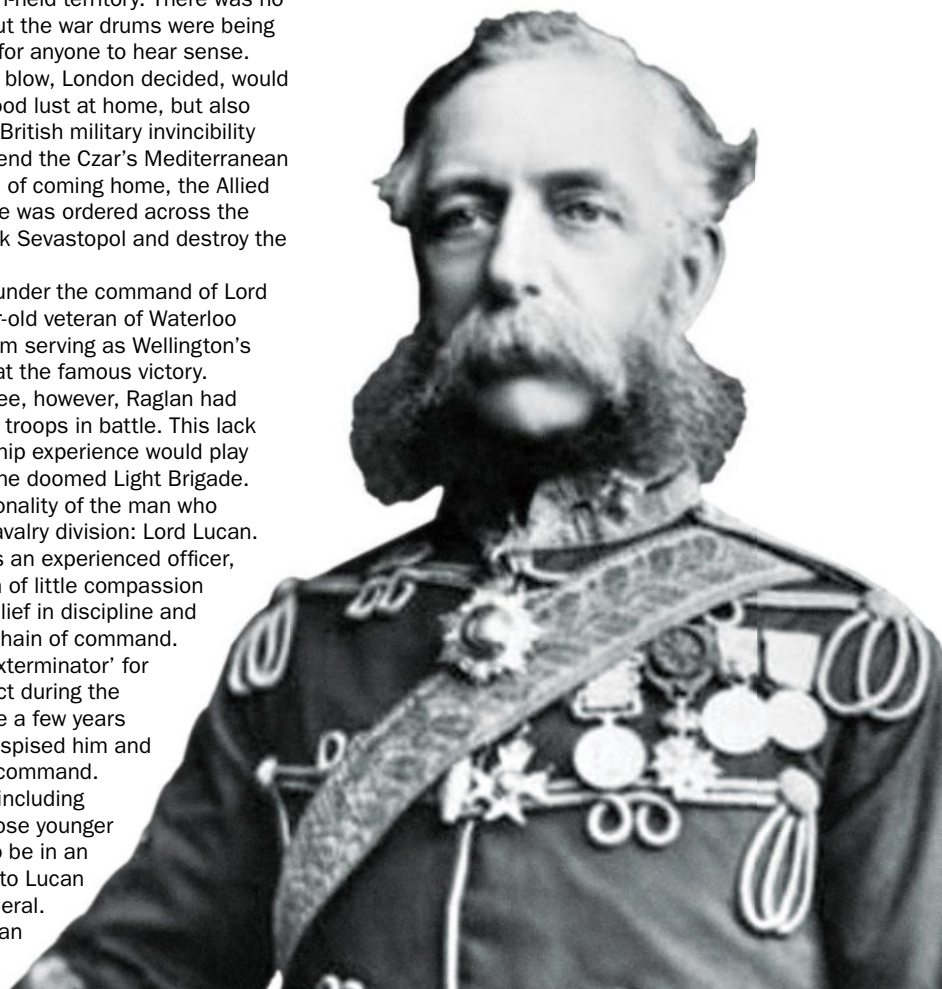 n-held territory. There was no
ut the war drums were being
for anyone to hear sense.
blow, London decided, would
ood lust at home, but also
British military invincibility
end the Czar's Mediterranean
of coming home, the Allied
e was ordered across the
k Sevastopol and destroy the
under the command of Lord
r-old veteran of Waterloo
m serving as Wellington's
at the famous victory.
ee, however, Raglan had
troops in battle. This lack
hip experience would play
he doomed Light Brigade.
onality of the man who
avalry division: Lord Lucan.
s an experienced officer,
n of little compassion
lief in discipline and
hain of command.
xterminator' for
ct during the
e a few years
spised him and
command.
including
ose younger
o be in an
to Lucan
eral.
an